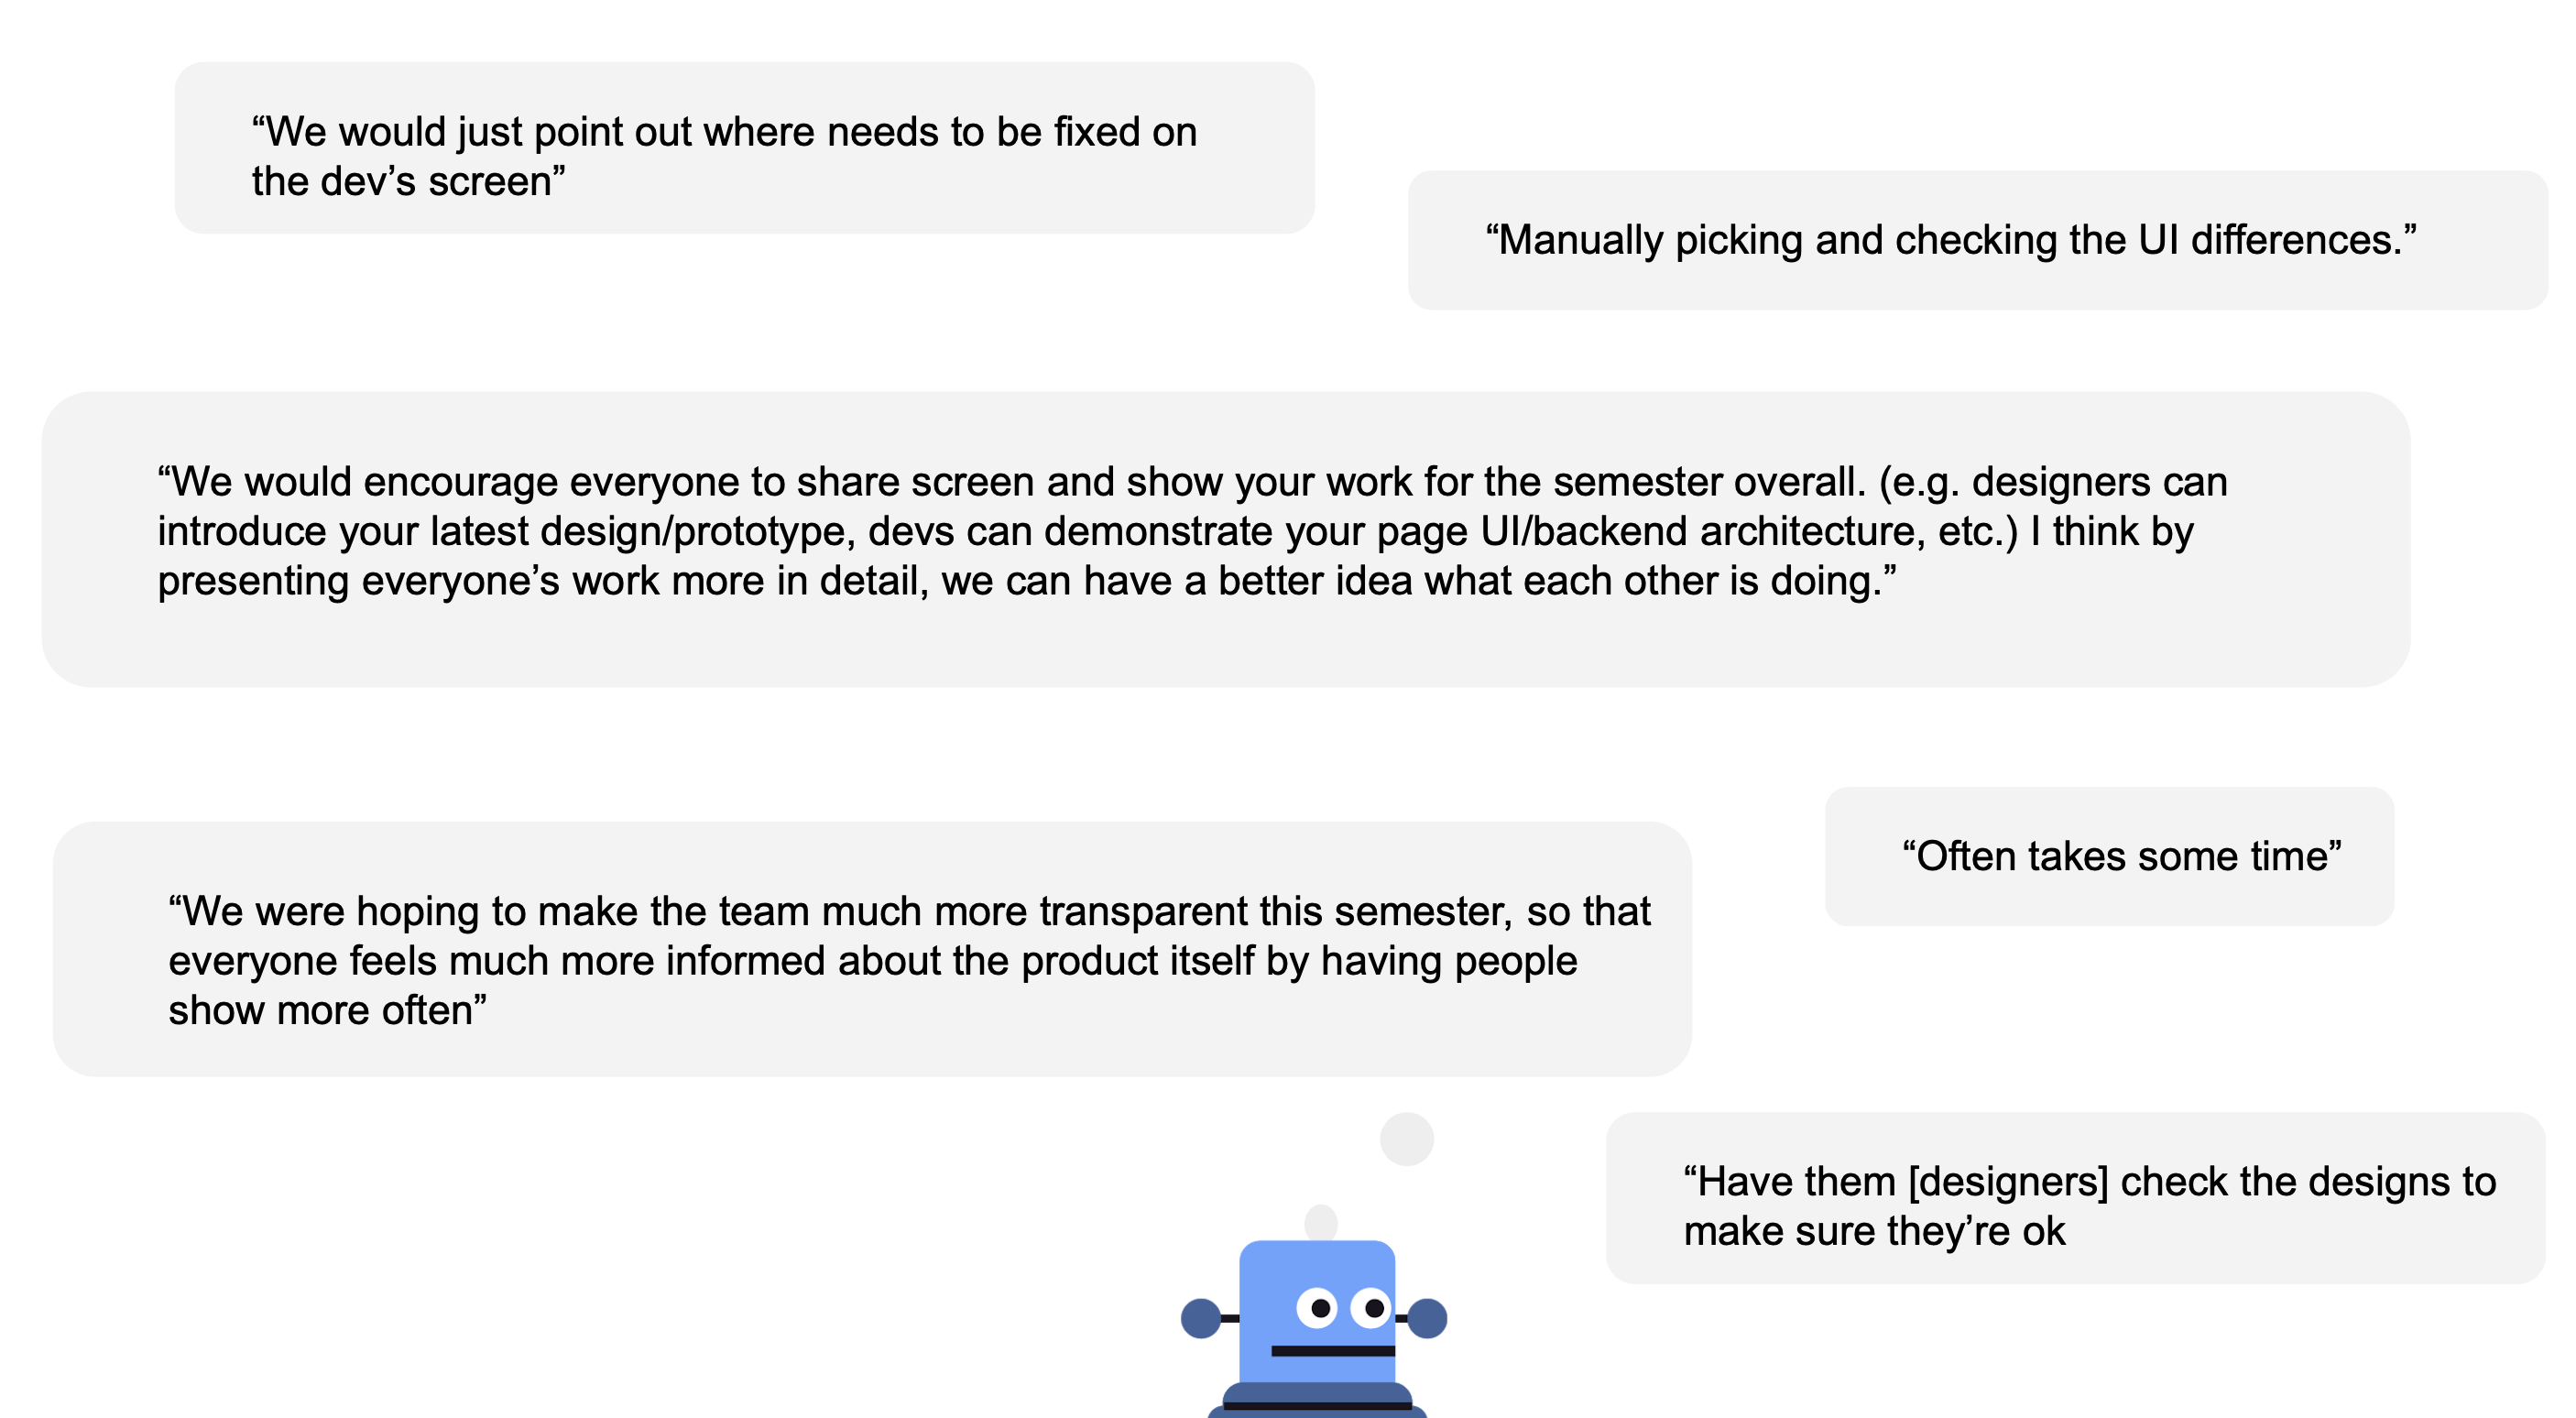 “We would just point out where needs to be fixed on
the dev’s screen”
“Manually picking and checking the UI differences.”
“We would encourage everyone to share screen and show your work for the semester overall. (e.g. designers can
introduce your latest design/prototype, devs can demonstrate your page UI/backend architecture, etc.) I think by
presenting everyone’s work more in detail, we can have a better idea what each other is doing.”
“Often takes some time”
“We were hoping to make the team much more transparent this semester, so that
everyone feels much more informed about the product itself by having people
show more often”
“Have them [designers] check the designs to
make sure they’re ok